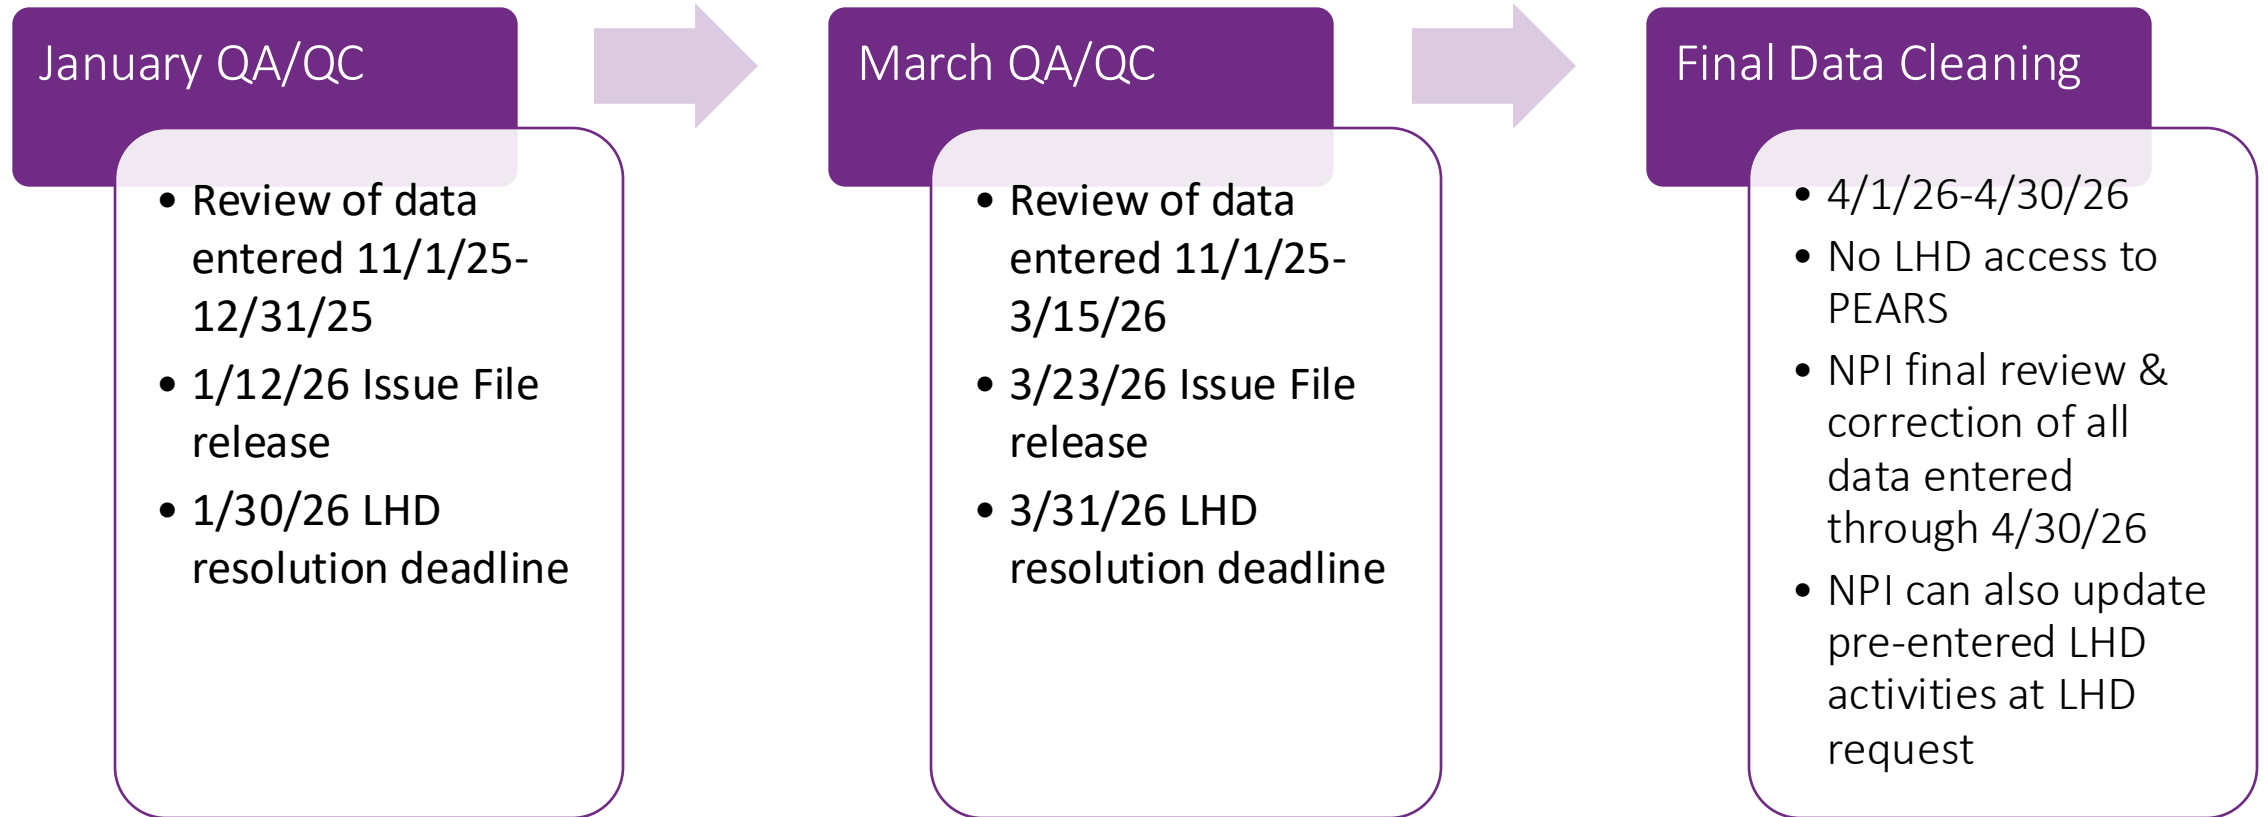 January QA/QC
• Review of data
entered 11/1/25-
12/31/25
• 1/12/26 Issue File
release
• 1/30/26 LHD
resolution deadline
March QA/QC
• Review of data
entered 11/1/25-
3/15/26
• 3/23/26 Issue File
release
• 3/31/26 LHD
resolution deadline
Final Data Cleaning
• 4/1/26-4/30/26
• No LHD access to
PEARS
• NPI final review &
correction of all
data entered
through 4/30/26
• NPI can also update
pre-entered LHD
activities at LHD
request